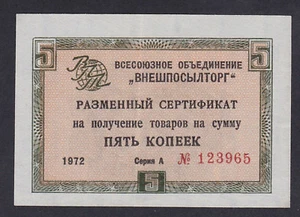 5 ВСЕСОЮЗНОЕ ОБЪЕДИНЕНИЕ 5
„ВНЕШПОСЫЛТОРГ"
РАЗМЕННЫЙ СЕРТИФИКАТ
на получение товаров на сумму
ПЯТЬ КОПЕЕК
1972 Серия А № 123965
5